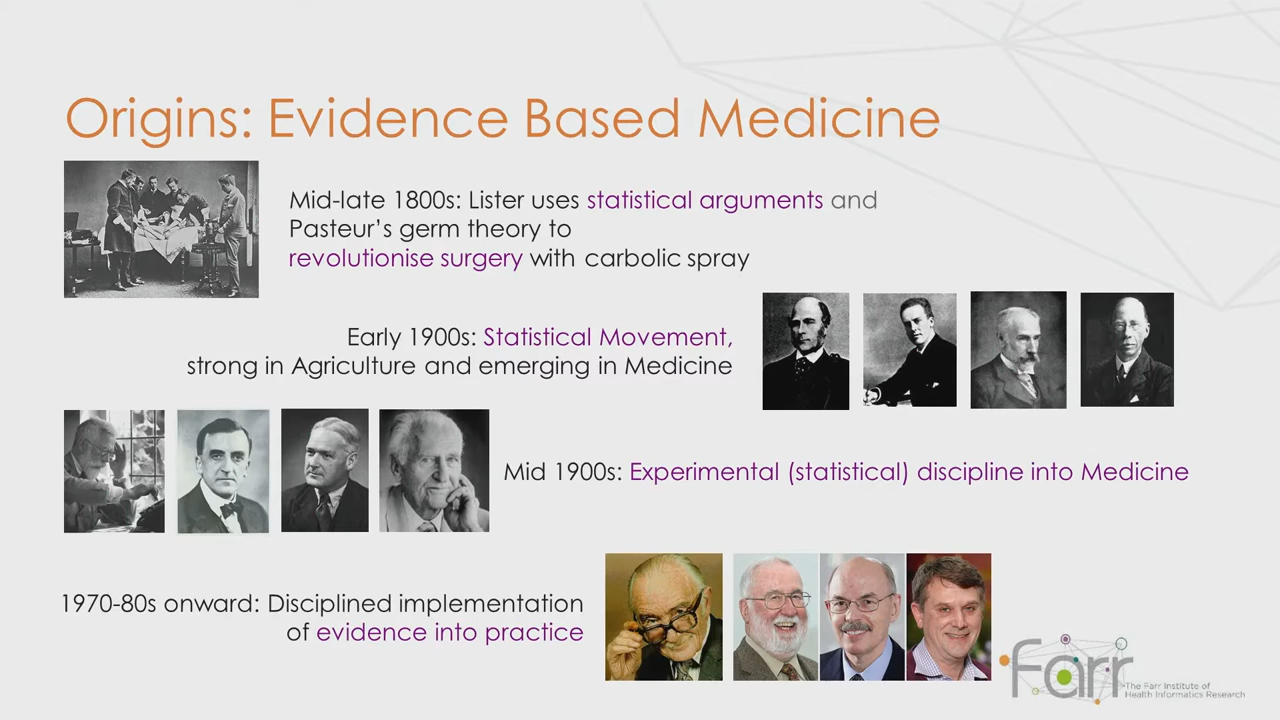 Origins: Evidence Based Medicine
Mid-late 1800s: Lister uses statistical arguments and
Pasteur's germ theory to
revolutionise surgery with carbolic spray
Early 1900s: Statistical Movement,
strong in Agriculture and emerging in Medicine
Mid 1900s: Experimental (statistical) discipline into Medicine
1970-80s onward: Disciplined implementation
of evidence into practice
farr
The Farr Institute of
Health Informatics Research